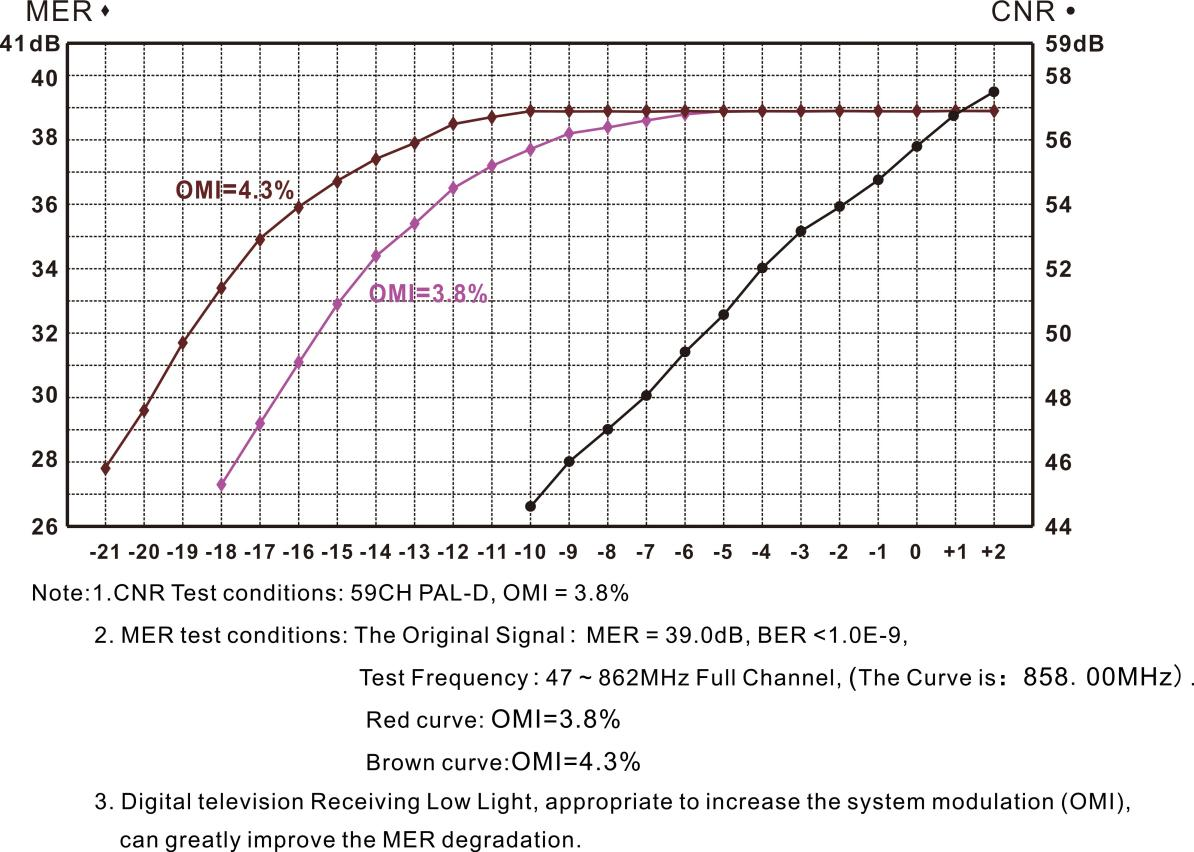 MER ♦ CNR •
41dB 59dB
40 58
38 56
OMI=4.3%
36 54
34 52
OMI=3.8%
32 50
30 48
28 46
26 44
-21 -20 -19 -18 -17 -16 -15 -14 -13 -12 -11 -10 -9 -8 -7 -6 -5 -4 -3 -2 -1 0 +1 +2
Note:1.CNR Test conditions: 59CH PAL-D, OMI = 3.8%
2. MER test conditions: The Original Signal : MER = 39.0dB, BER <1.0E-9,
Test Frequency : 47 ~ 862MHz Full Channel, (The Curve is： 858. 00MHz）.
Red curve: OMI=3.8%
Brown curve:OMI=4.3%
3. Digital television Receiving Low Light, appropriate to increase the system modulation (OMI),
can greatly improve the MER degradation.